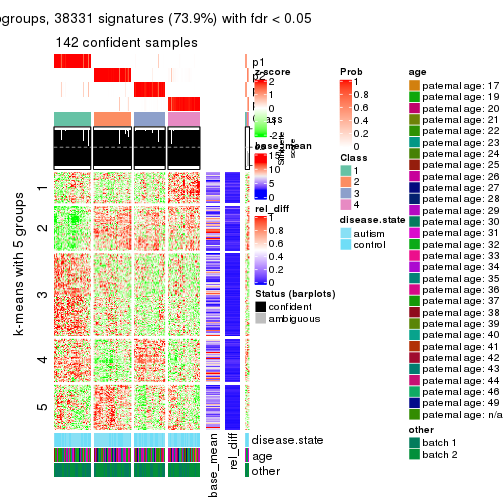 ogroups, 38331 signatures (73.9%) with fdr < 0.05
142 confident samples
p1
p2
z-score
2
1
0
-1
-2
base_mean
15
10
5
0
rel_diff
1
0.8
0.6
0.4
0.2
0
Status (barplots)
confident
ambiguous
Prob
1
0.8
0.6
0.4
0.2
0
Class
1
2
3
4
disease.state
autism
control
age
paternal age: 17
paternal age: 19
paternal age: 20
paternal age: 21
paternal age: 22
paternal age: 23
paternal age: 24
paternal age: 25
paternal age: 26
paternal age: 27
paternal age: 28
paternal age: 29
paternal age: 30
paternal age: 31
paternal age: 32
paternal age: 33
paternal age: 34
paternal age: 35
paternal age: 36
paternal age: 37
paternal age: 38
paternal age: 39
paternal age: 40
paternal age: 41
paternal age: 42
paternal age: 43
paternal age: 44
paternal age: 46
paternal age: 49
paternal age: n/a
other
batch 1
batch 2
k-means with 5 groups
1
2
3
4
5
disease.state
age
other
base_mean
rel_diff